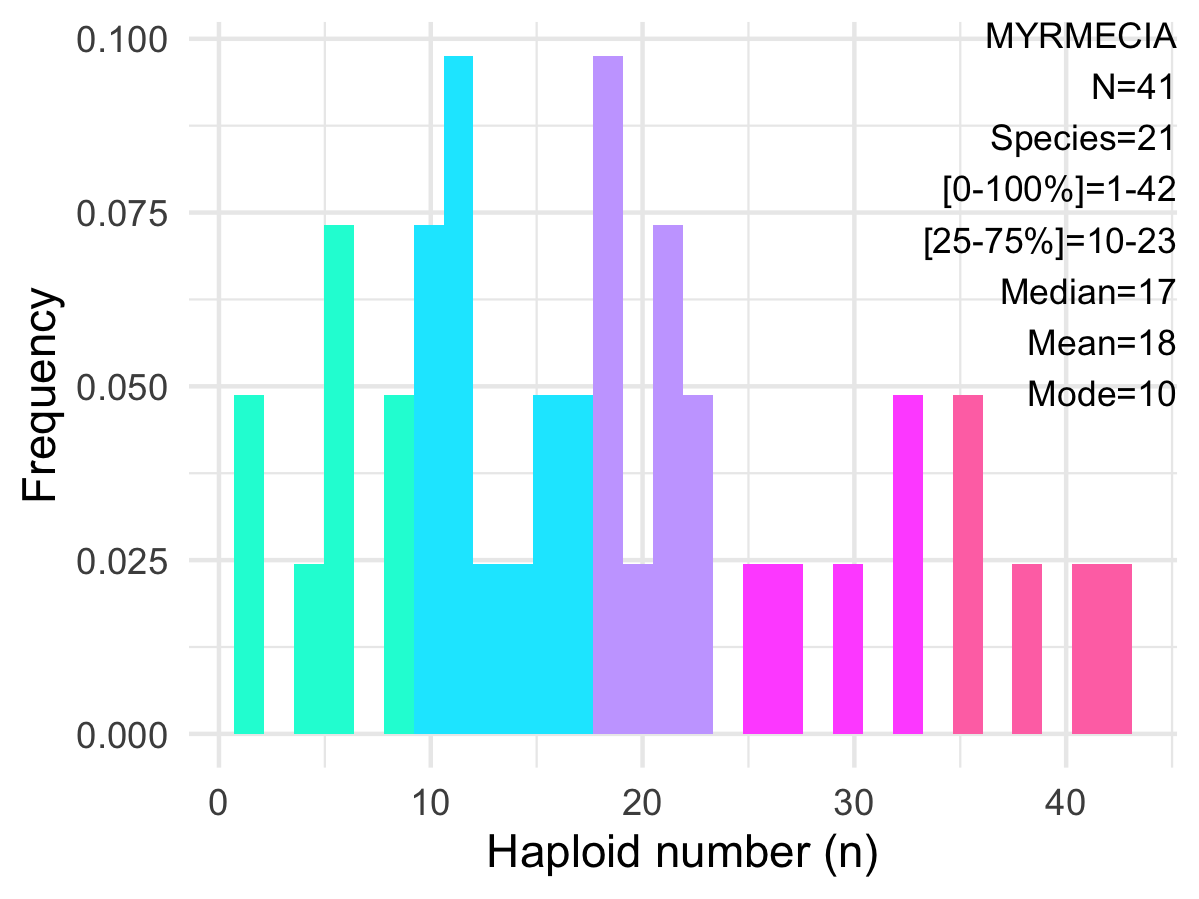 MYRMECIA
N=41
Species=21
[0-100%]=1-42
[25-75%]=10-23
Median=17
Mean=18
Mode=10
Frequency
0.100
0.075
0.050
0.025
0.000
0 10 20 30 40
Haploid number (n)